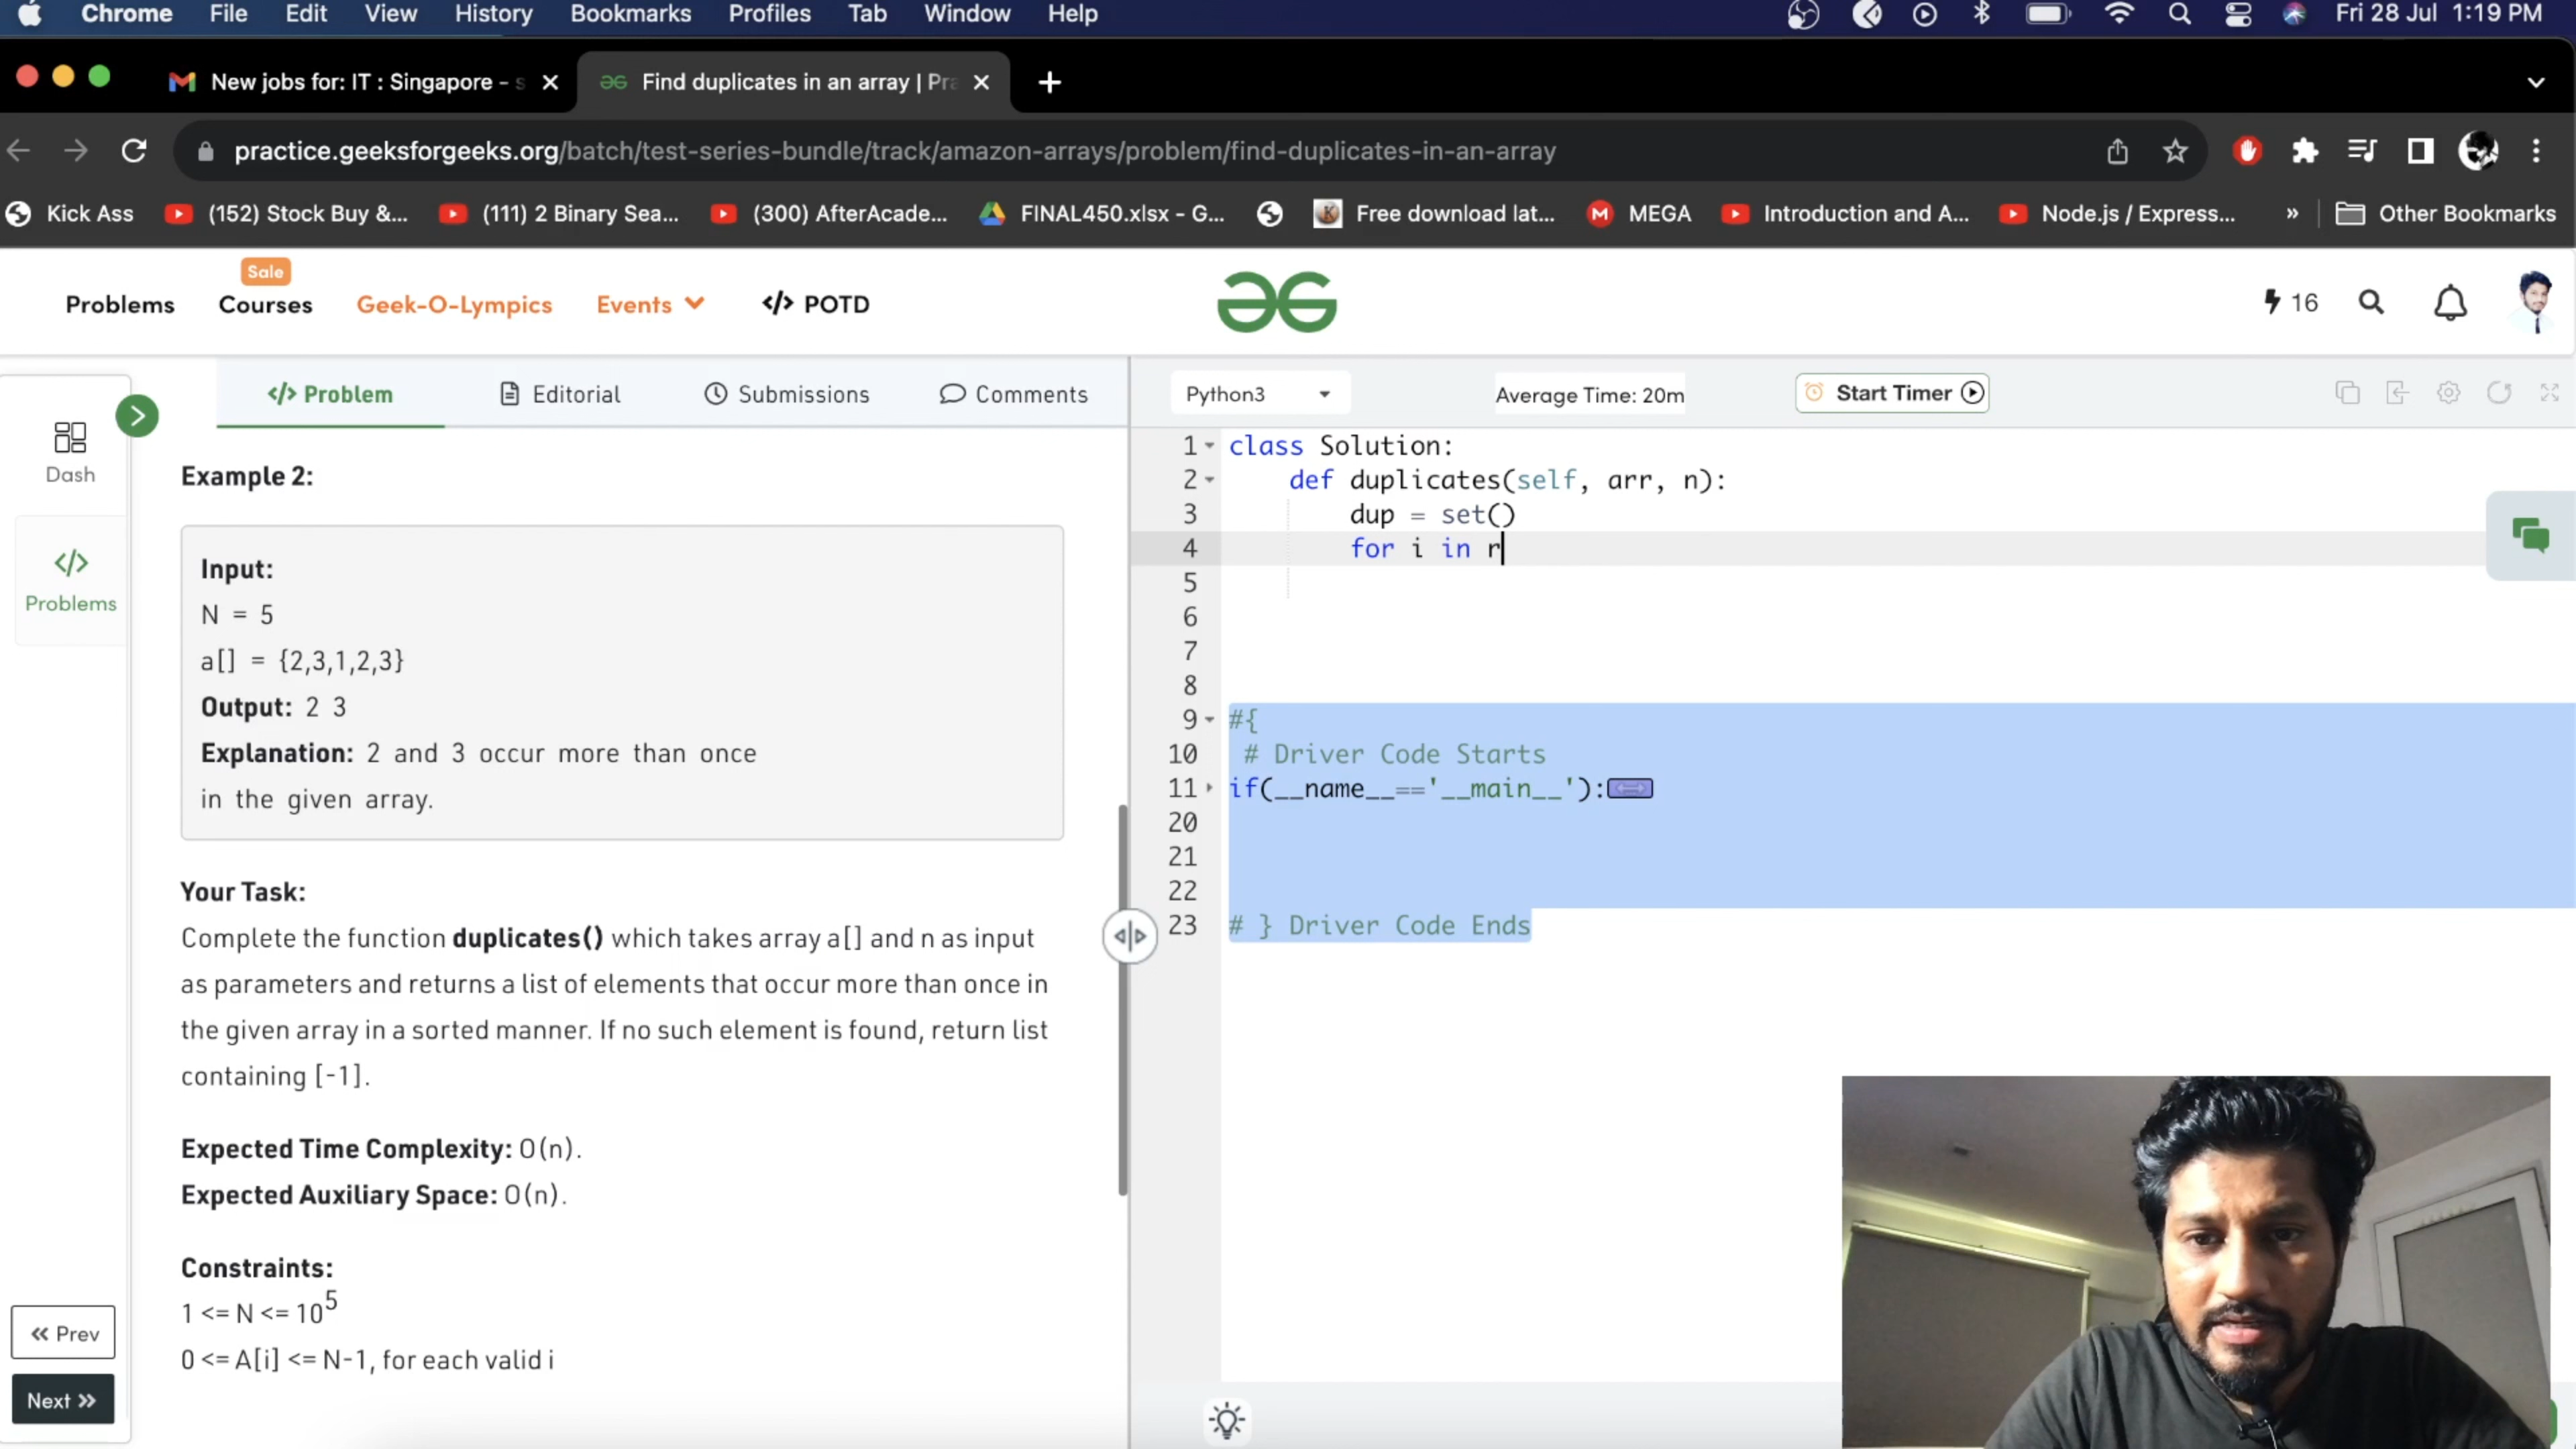 Chrome File Edit View History Bookmarks Profiles Tab Window Help Fri 28 Jul 1:19 PM
New jobs for: IT : Singapore - s Find duplicates in an array | Pra
practice.geeksforgeeks.org/batch/test-series-bundle/track/amazon-arrays/problem/find-duplicates-in-an-array
Kick Ass (152) Stock Buy &... (111) 2 Binary Sea... (300) AfterAcade... FINAL450.xlsx - G... Free download lat... MEGA Introduction and A... Node.js / Express... » Other Bookmarks
Sale
Problems Courses Geek-O-Lympics Events </> POTD 16
</> Problem Editorial Submissions Comments
Dash
</>
Problems
Example 2:
Input:
N = 5
a[] = {2,3,1,2,3}
Output: 2 3
Explanation: 2 and 3 occur more than once
in the given array.
Your Task:
Complete the function duplicates() which takes array a[] and n as input
as parameters and returns a list of elements that occur more than once in
the given array in a sorted manner. If no such element is found, return list
containing [-1].
Expected Time Complexity: O(n).
Expected Auxiliary Space: O(n).
Constraints:
1 <= N <= 10^5
0 <= A[i] <= N-1, for each valid i
« Prev
Next »
Python3 Average Time: 20m Start Timer
1 class Solution:
2 def duplicates(self, arr, n):
3 dup = set()
4 for i in r
5
6
7
8
9 #{
10 # Driver Code Starts
11 if(__name__=='__main__'):
20
21
22
23 # } Driver Code Ends